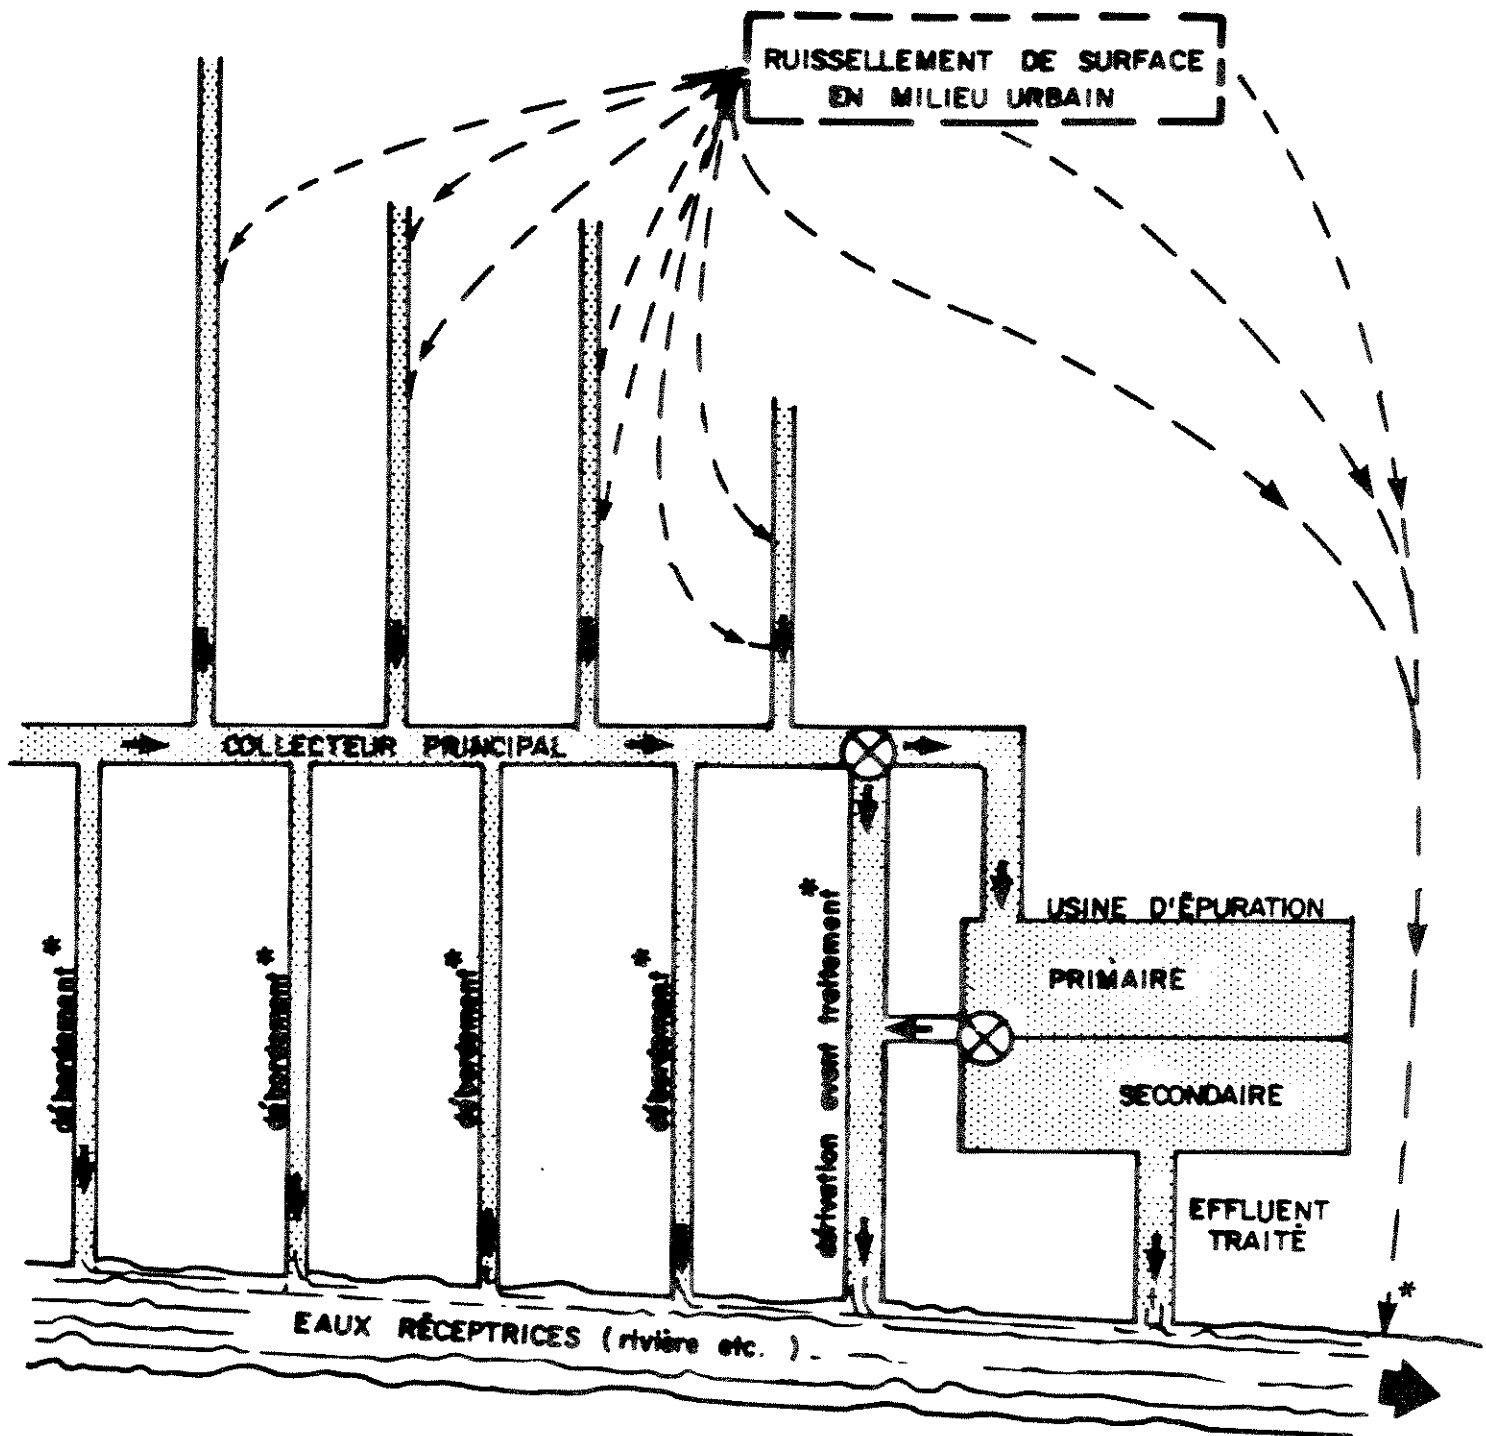 RUISSELLEMENT DE SURFACE
EN MILIEU URBAIN
COLLECTEUR PRINCIPAL
débordement*
débordement*
débordement*
débordement*
dérivation avant traitement*
USINE D'ÉPURATION
PRIMAIRE
SECONDAIRE
EFFLUENT
TRAITÉ
*
EAUX RÉCEPTRICES (rivière etc.)